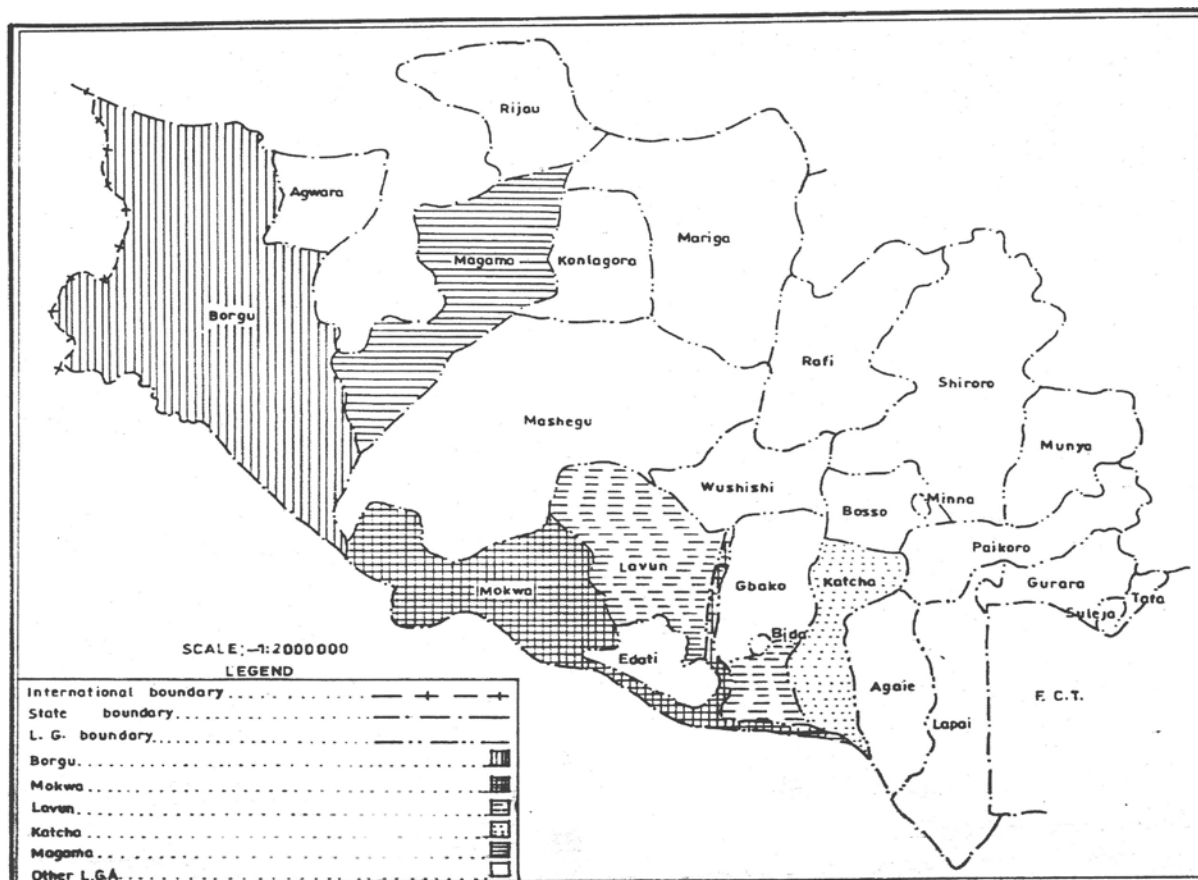 Rijau
Agwara
Mariga
Magama
Kontagora
Borgu
Rafi
Shiroro
Mashegu
Munya
Wushishi
Minna
Bosso
Paikoro
Lavun
Gbako
Katcha
Gurara
Mokwa
Tafa
Suleja
Bida
Edati
Agaie
F. C. T.
Lapai
SCALE:-1:2000000
LEGEND
International boundary
State boundary
L. G. boundary
Borgu
Mokwa
Lavun
Katcha
Magama
Other L.G.A.